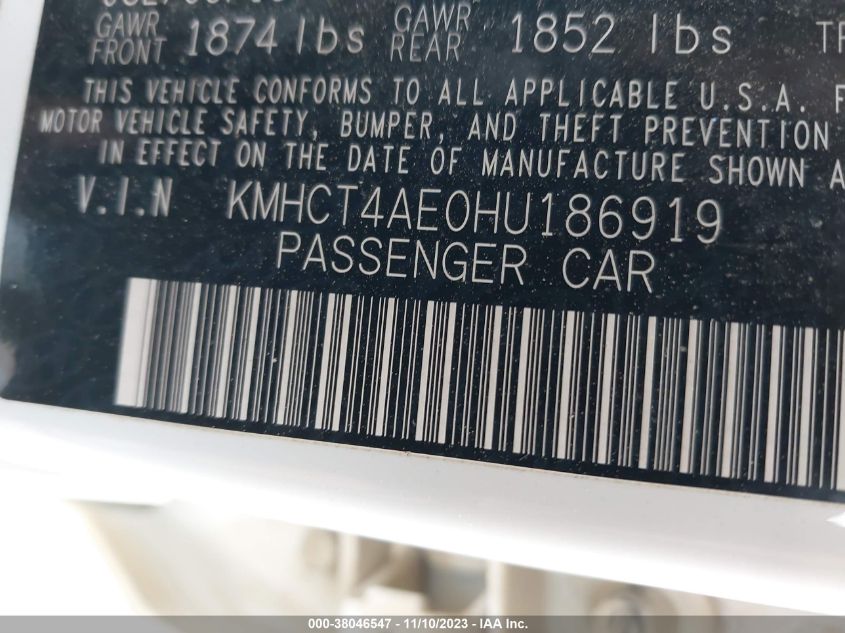 GAWR FRONT 1874 lbs GAWR REAR 1852 lbs
THIS VEHICLE CONFORMS TO ALL APPLICABLE U.S.A.
MOTOR VEHICLE SAFETY, BUMPER, AND THEFT PREVENTION
IN EFFECT ON THE DATE OF MANUFACTURE SHOWN
V.I.N KMHCT4AE0HU186919
PASSENGER CAR
000-38046547 - 11/10/2023 - IAA Inc.